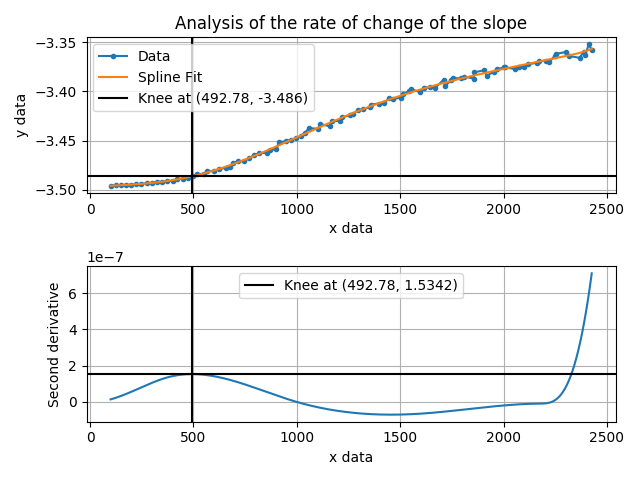 Analysis of the rate of change of the slope
−3.35
−3.40
−3.45
−3.50
y data
Data
Spline Fit
Knee at (492.78, -3.486)
0 500 1000 1500 2000 2500
x data
1e−7
6
4
2
0
Second derivative
Knee at (492.78, 1.5342)
0 500 1000 1500 2000 2500
x data